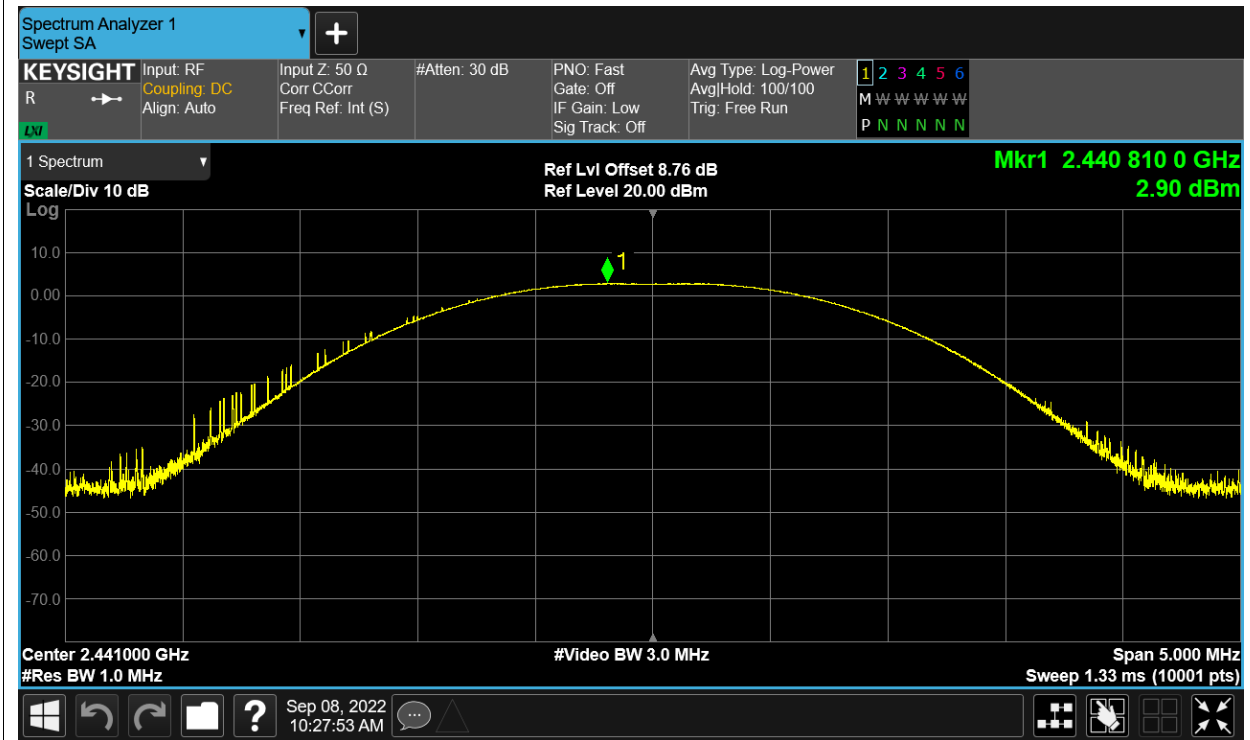 Spectrum Analyzer 1
Swept SA
+
KEYSIGHT
R
LXI
Input: RF
Coupling: DC
Align: Auto
Input Z: 50 Ω
Corr CCorr
Freq Ref: Int (S)
#Atten: 30 dB
PNO: Fast
Gate: Off
IF Gain: Low
Sig Track: Off
Avg Type: Log-Power
Avg|Hold: 100/100
Trig: Free Run
1 2 3 4 5 6
M W W W W W
P N N N N N
1 Spectrum
Scale/Div 10 dB
Log
Ref Lvl Offset 8.76 dB
Ref Level 20.00 dBm
Mkr1 2.440 810 0 GHz
2.90 dBm
1
10.0
0.00
-10.0
-20.0
-30.0
-40.0
-50.0
-60.0
-70.0
Center 2.441000 GHz
#Res BW 1.0 MHz
#Video BW 3.0 MHz
Span 5.000 MHz
Sweep 1.33 ms (10001 pts)
?
Sep 08, 2022
10:27:53 AM